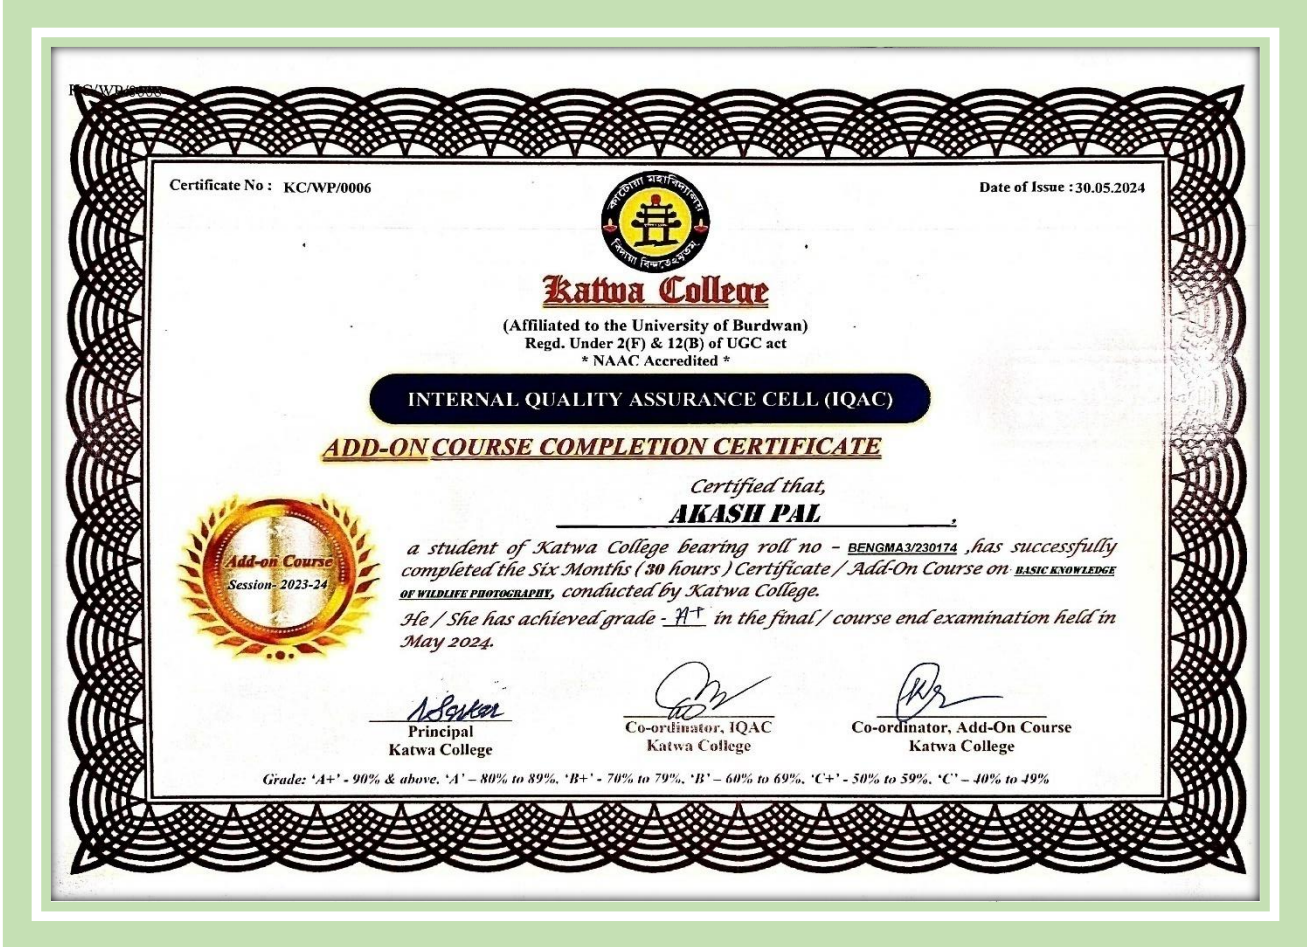 KC/WP/0006
Certificate No : KC/WP/0006
Date of Issue : 30.05.2024
কাটোয়া মহাবিদ্যালয়
Katwa College
(Affiliated to the University of Burdwan)
Regd. Under 2(F) & 12(B) of UGC act
* NAAC Accredited *
INTERNAL QUALITY ASSURANCE CELL (IQAC)
ADD-ON COURSE COMPLETION CERTIFICATE
Certified that,
AKASH PAL ,
Add-on Course
Session- 2023-24
a student of Katwa College bearing roll no - BENGMA3/230174 ,has successfully
completed the Six Months ( 30 hours ) Certificate / Add-On Course on BASIC KNOWLEDGE
OF WILDLIFE PHOTOGRAPHY, conducted by Katwa College.
He / She has achieved grade - A+ in the final / course end examination held in
May 2024.
Principal
Katwa College
Co-ordinator, IQAC
Katwa College
Co-ordinator, Add-On Course
Katwa College
Grade: 'A+' - 90% & above, 'A' – 80% to 89%, 'B+' - 70% to 79%, 'B' – 60% to 69%, 'C+' - 50% to 59%, 'C' – 40% to 49%